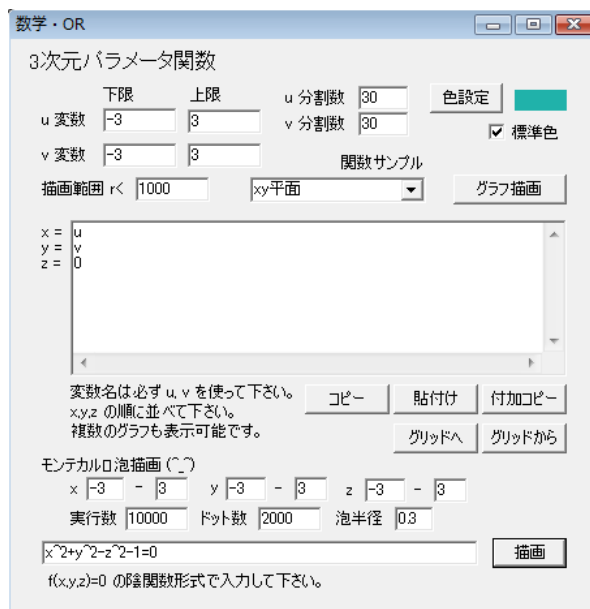 数学・OR
3次元パラメータ関数
下限 上限 u 分割数 30 色設定
u 変数 -3 3 v 分割数 30 標準色
v 変数 -3 3 関数サンプル
描画範囲 r< 1000 xy平面 グラフ描画
x = u
y = v
z = 0
変数名は必ず u, v を使って下さい。 コピー 貼付け 付加コピー
x,y,z の順に並べて下さい。
複数のグラフも表示可能です。 グリッドへ グリッドから
モンテカルロ泡描画 (^_^)
x -3 - 3 y -3 - 3 z -3 - 3
実行数 10000 ドット数 2000 泡半径 0.3
x^2+y^2-z^2-1=0 描画
f(x,y,z)=0 の陰関数形式で入力して下さい。